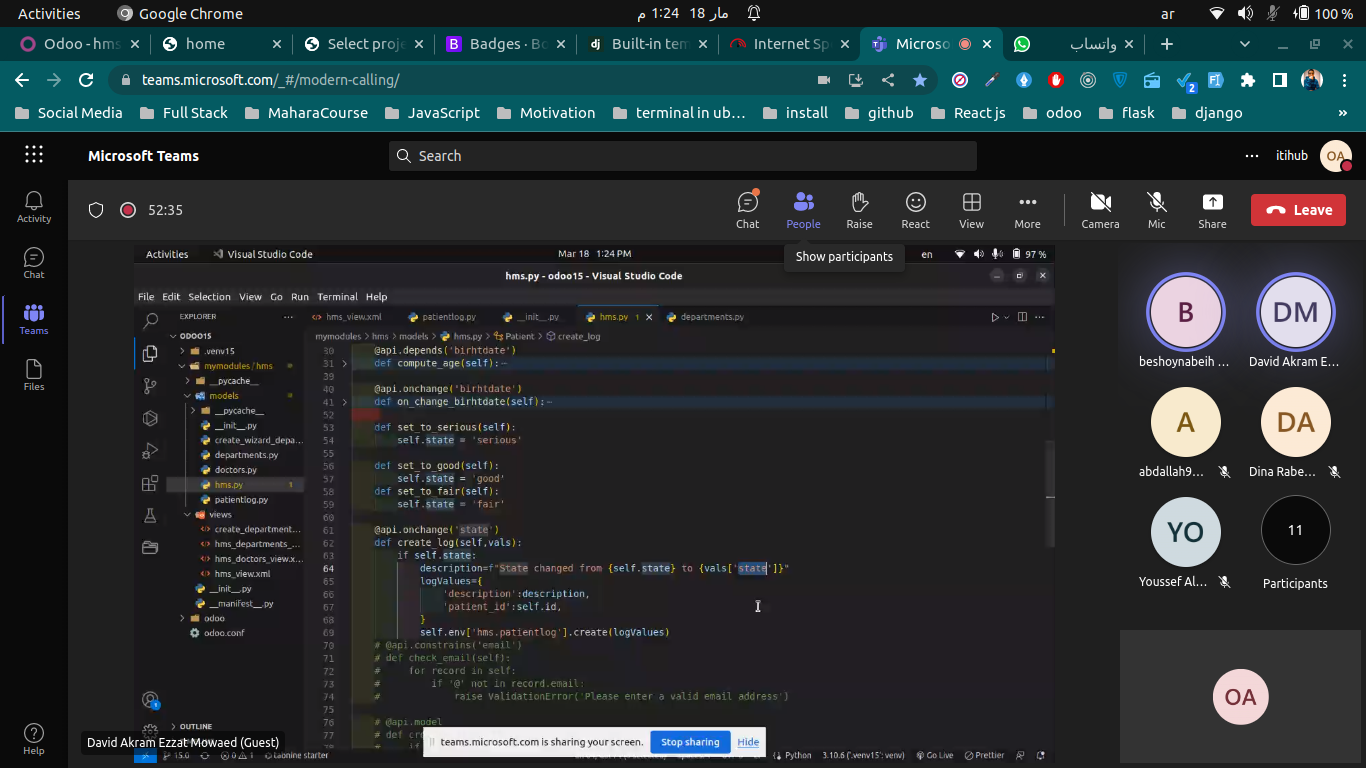 Activities
Google Chrome
مار 18 1:24 م
ar
100 %
Odoo - hms
home
Select proje
Badges · Bo
Built-in tem
Internet Sp
Microso
واتساب
teams.microsoft.com/_#/modern-calling/
2
Social Media
Full Stack
MaharaCourse
JavaScript
Motivation
terminal in ub...
install
github
React js
odoo
flask
django
»
Microsoft Teams
Search
itihub
OA
Activity
Chat
Teams
Files
Help
52:35
Chat
People
Raise
React
View
More
Camera
Mic
Share
Leave
Show participants
Activities
Visual Studio Code
Mar 18 1:24 PM
en
97 %
hms.py - odoo15 - Visual Studio Code
File Edit Selection View Go Run Terminal Help
EXPLORER
hms_view.xml
patientlog.py
__init__.py
hms.py 1
departments.py
mymodules > hms > models > hms.py > Patient > create_log
ODOO15
.venv15
mymodules / hms
__pycache__
models
__pycache__
__init__.py
create_wizard_depa...
departments.py
doctors.py
hms.py 1
patientlog.py
views
create_department...
hms_departments_...
hms_doctors_view.x...
hms_view.xml
__init__.py
__manifest__.py
odoo
odoo.conf
OUTLINE
30 @api.depends('birhtdate')
31 def compute_age(self):
39
40 @api.onchange('birhtdate')
41 def on_change_birhtdate(self):
52
53 def set_to_serious(self):
54 self.state = 'serious'
55
56 def set_to_good(self):
57 self.state = 'good'
58 def set_to_fair(self):
59 self.state = 'fair'
60
61 @api.onchange('state')
62 def create_log(self,vals):
63 if self.state:
64 description=f"State changed from {self.state} to {vals['state']}"
65 logValues={
66 'description':description,
67 'patient_id':self.id,
68 }
69 self.env['hms.patientlog'].create(logValues)
70 # @api.constrains('email')
71 # def check_email(self):
72 # for record in self:
73 # if '@' not in record.email:
74 # raise ValidationError('Please enter a valid email address')
75
76 # @api.model
77
78
David Akram Ezzat Mowaed (Guest)
teams.microsoft.com is sharing your screen.
Stop sharing
Hide
15.0
Python
3.10.6 ('.venv15': venv)
Go Live
Prettier
B
beshoynabeih ...
DM
David Akram E...
A
abdallah9...
DA
Dina Rabe...
YO
Youssef Al...
11
Participants
OA